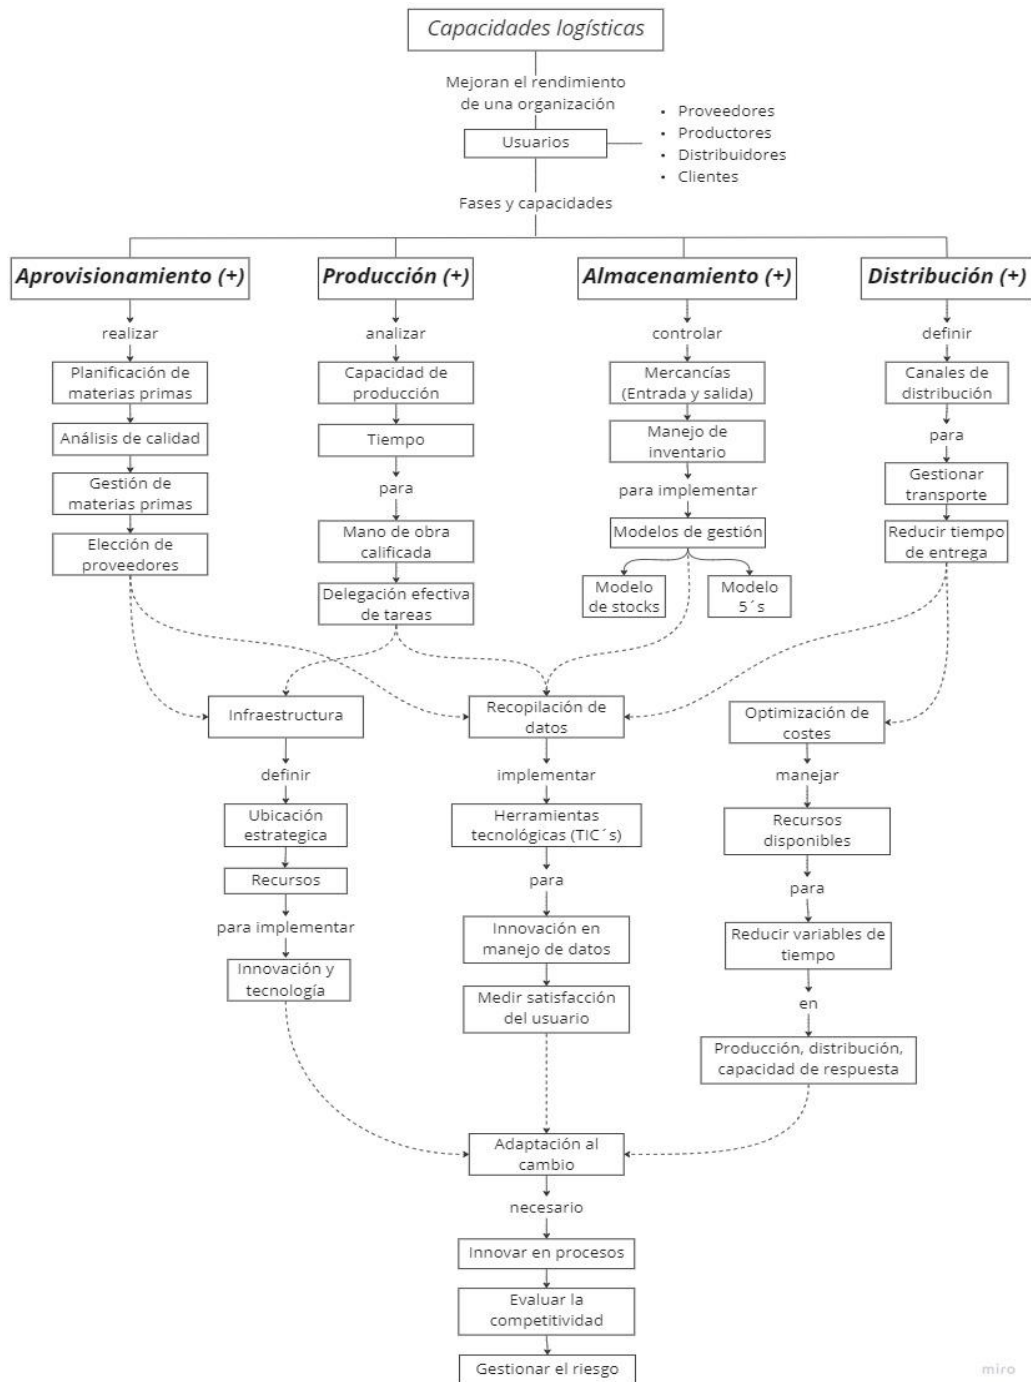 Capacidades logísticas
Mejoran el rendimiento
de una organización
Usuarios
• Proveedores
• Productores
• Distribuidores
• Clientes
Fases y capacidades
Aprovisionamiento (+)
realizar
Planificación de
materias primas
Análisis de calidad
Gestión de
materias primas
Elección de
proveedores
Producción (+)
analizar
Capacidad de
producción
Tiempo
para
Mano de obra
calificada
Delegación efectiva
de tareas
Almacenamiento (+)
controlar
Mercancías
(Entrada y salida)
Manejo de
inventario
para implementar
Modelos de gestión
Modelo
de stocks
Modelo
5´s
Distribución (+)
definir
Canales de
distribución
para
Gestionar
transporte
Reducir tiempo
de entrega
Infraestructura
definir
Ubicación
estrategica
Recursos
para implementar
Innovación y
tecnología
Recopilación de
datos
implementar
Herramientas
tecnológicas (TIC´s)
para
Innovación en
manejo de datos
Medir satisfacción
del usuario
Optimización de
costes
manejar
Recursos
disponibles
para
Reducir variables de
tiempo
en
Producción, distribución,
capacidad de respuesta
Adaptación al
cambio
necesario
Innovar en procesos
Evaluar la
competitividad
Gestionar el riesgo
miro